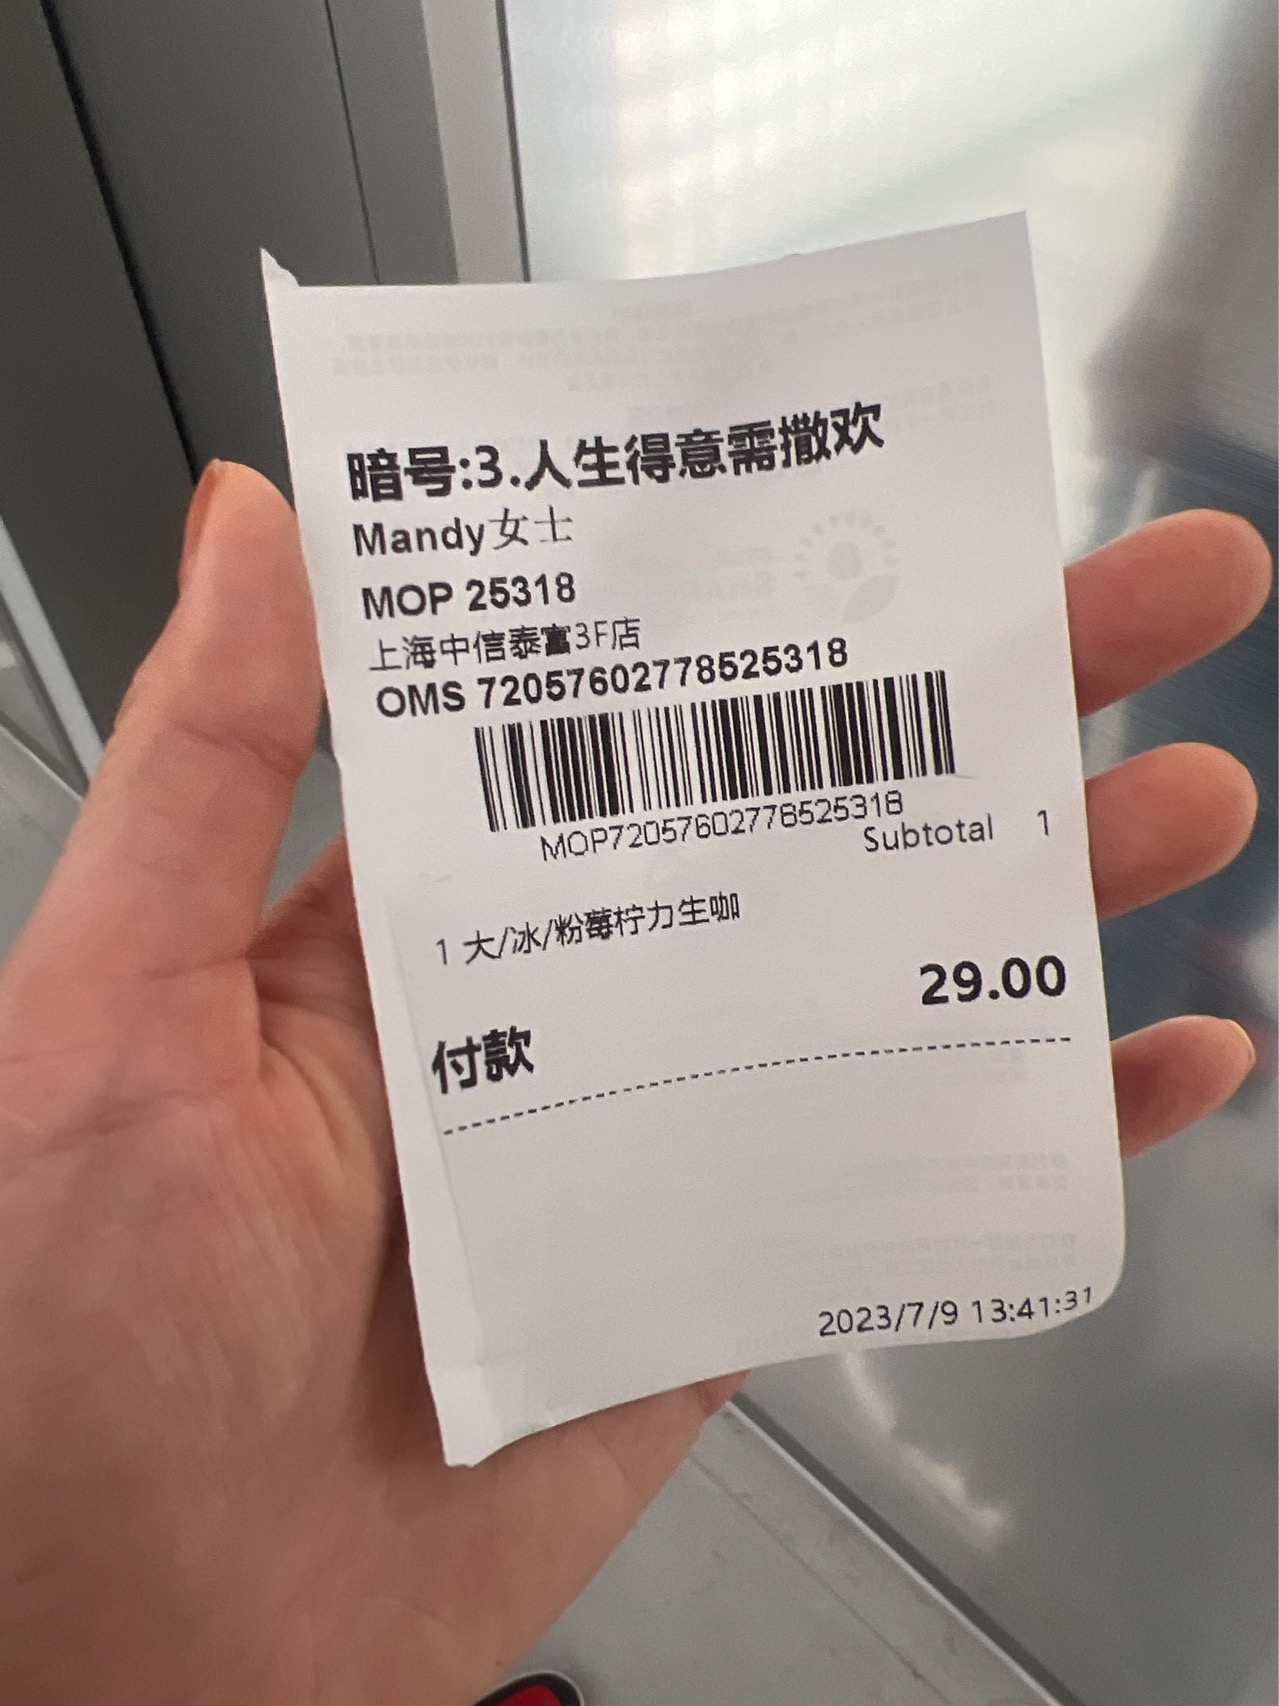 暗号:3.人生得意需撒欢
Mandy女士
MOP 25318
上海中信泰富3F店
OMS 72057602778525318
MOP72057602778525318
Subtotal 1
1 大/冰/粉莓柠力生咖
29.00
付款
2023/7/9 13:41:31